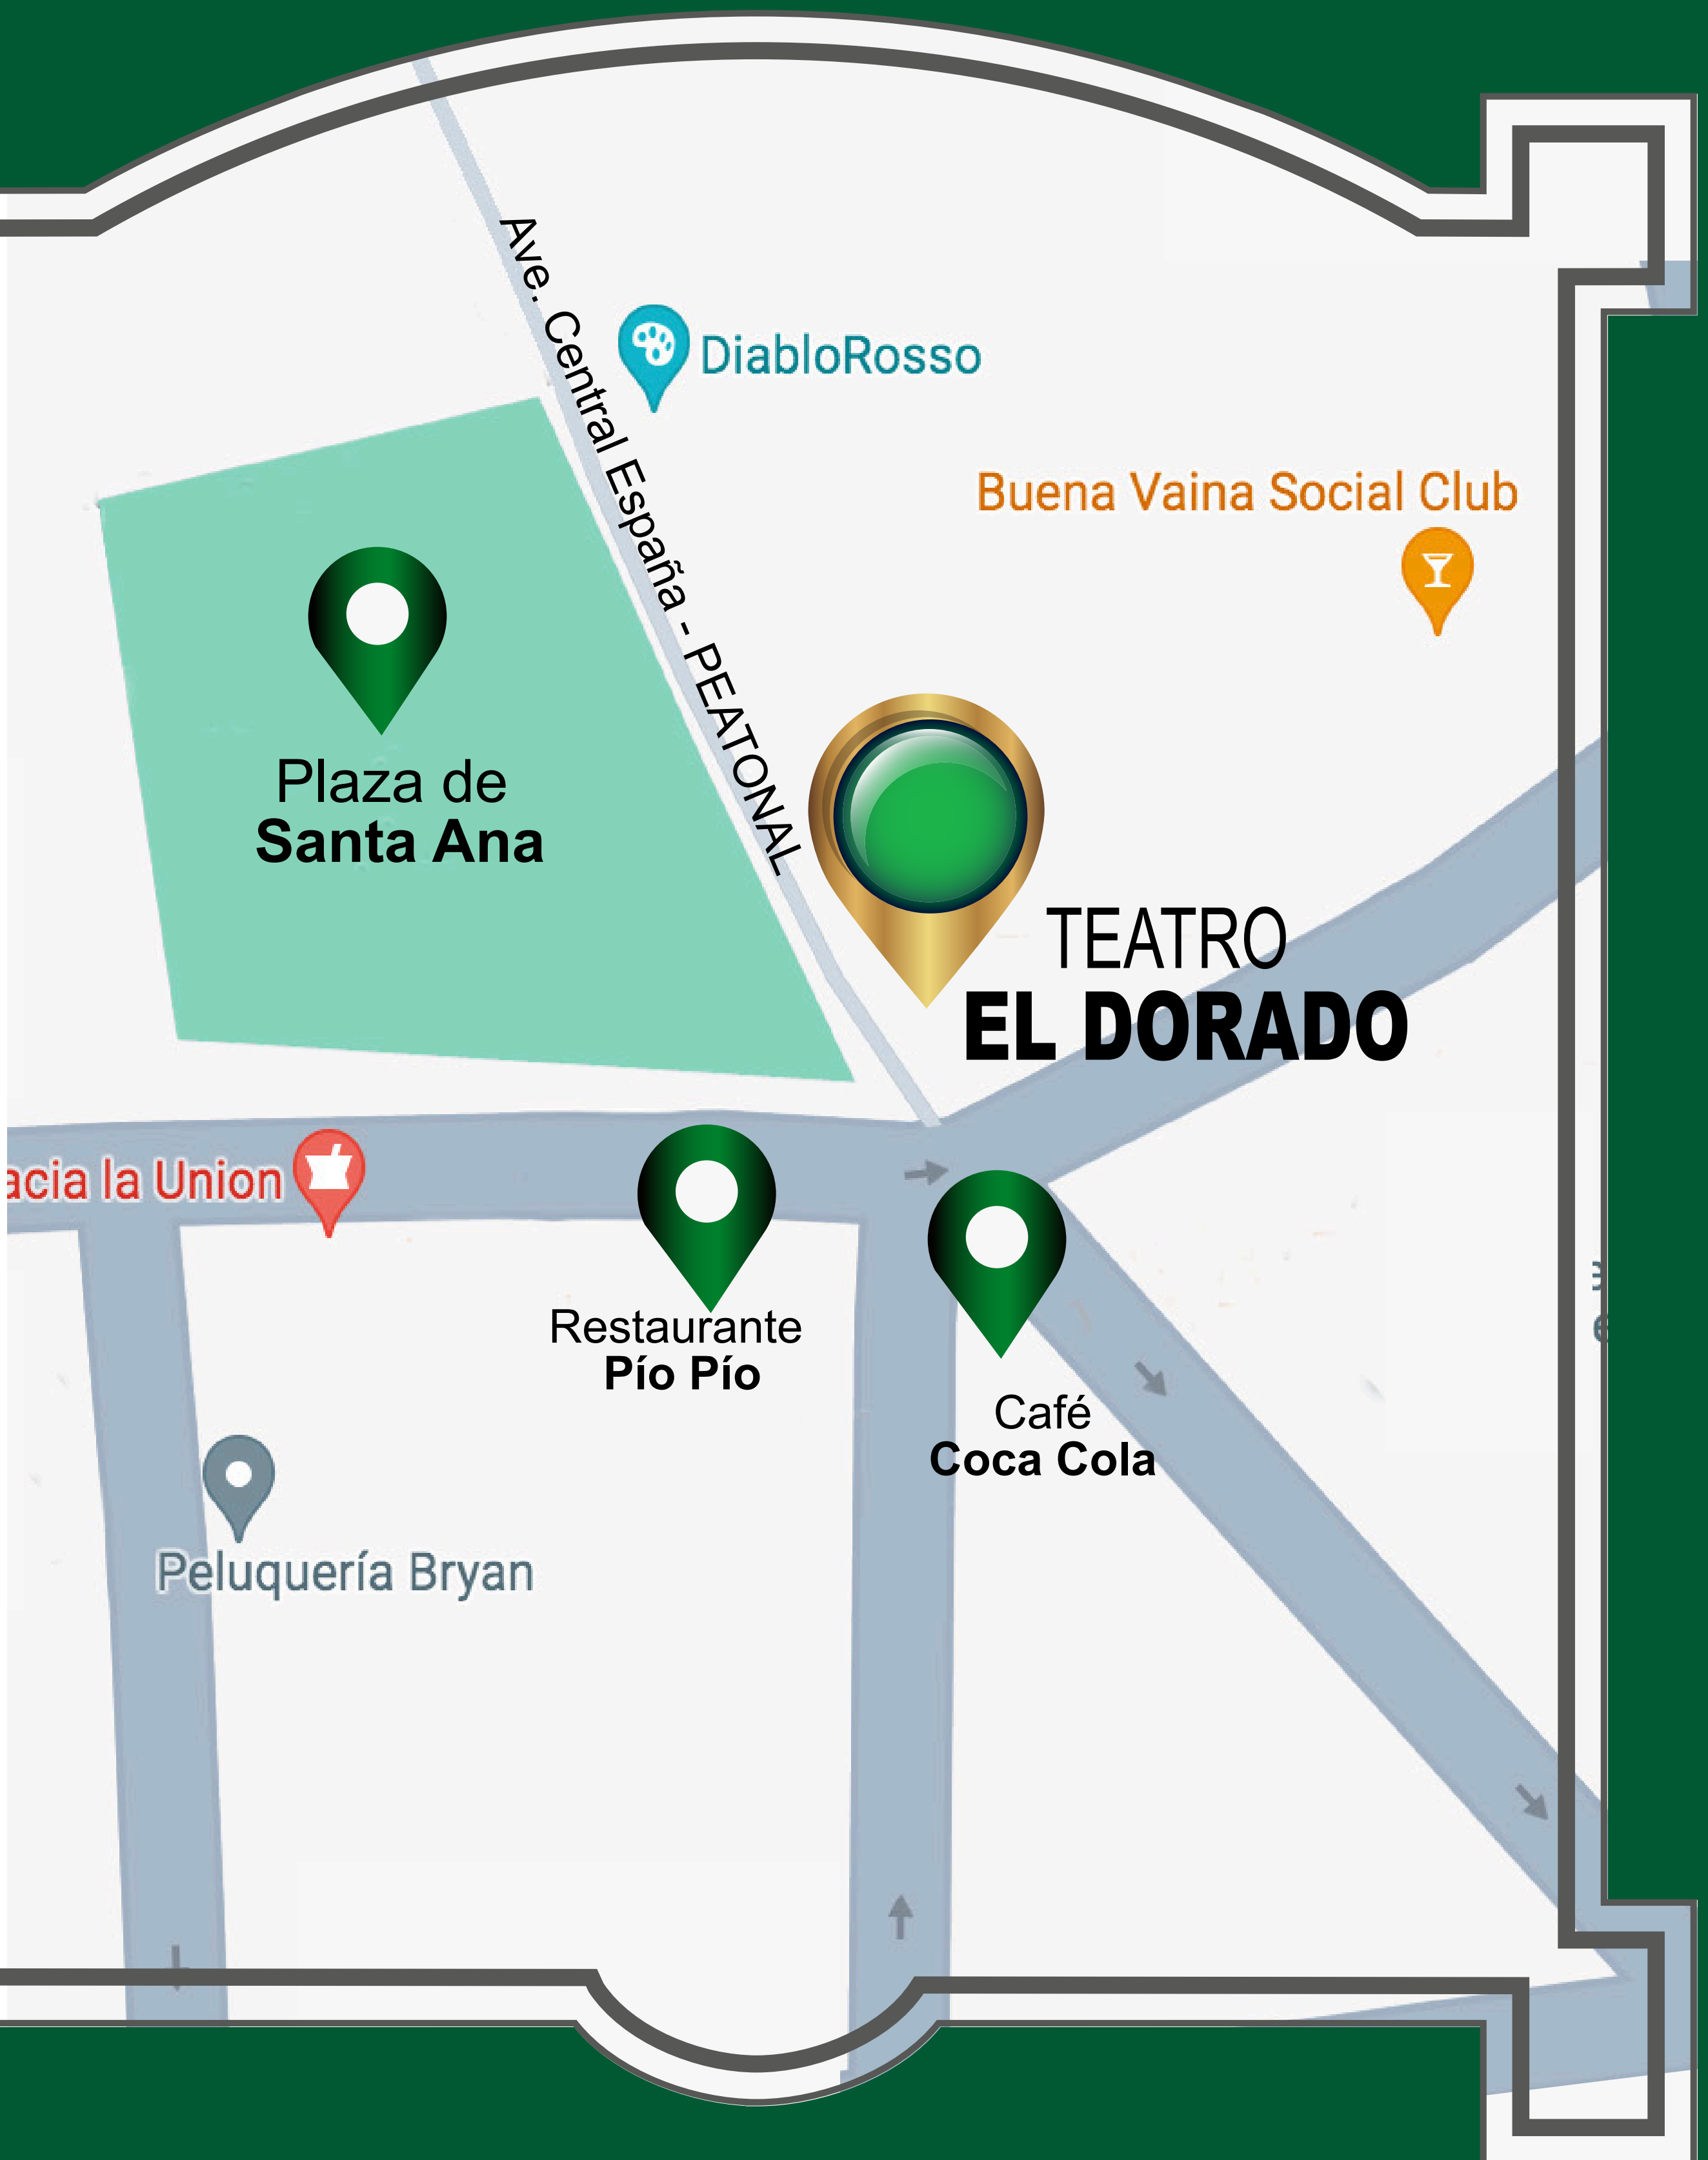 Ave. Central España - PEATONAL
DiabloRosso
Buena Vaina Social Club
Plaza de
Santa Ana
TEATRO
EL DORADO
acia la Union
Restaurante
Pío Pío
Café
Coca Cola
Peluquería Bryan